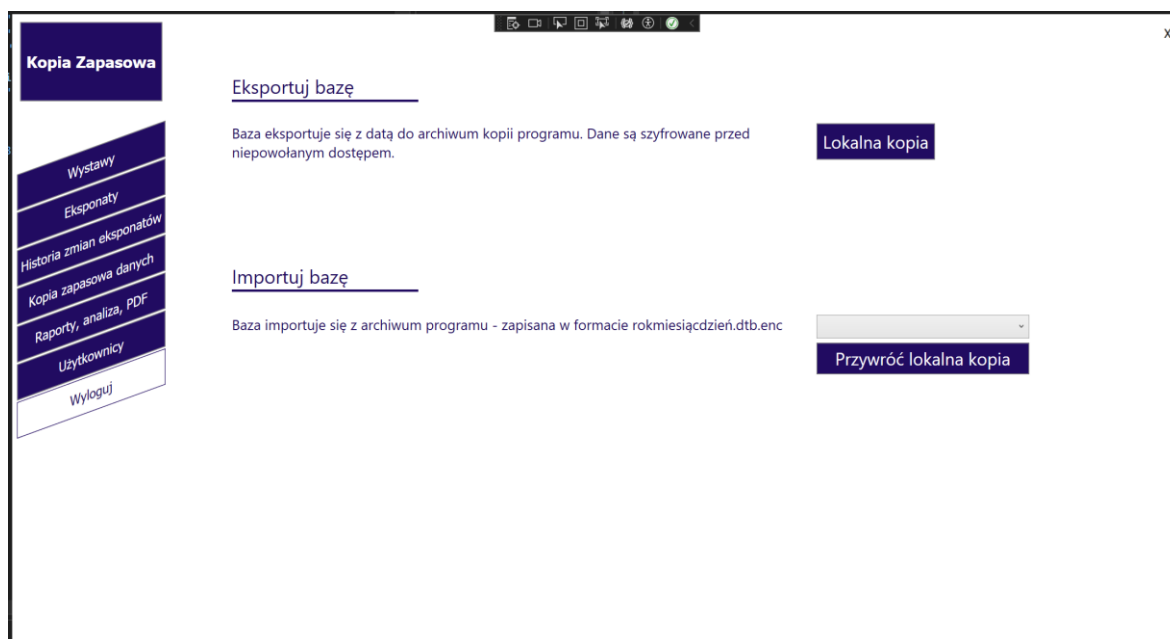 Kopia Zapasowa
X
Eksportuj bazę
Baza eksportuje się z datą do archiwum kopii programu. Dane są szyfrowane przed
niepowołanym dostępem.
Lokalna kopia
Wystawy
Eksponaty
Historia zmian eksponatów
Kopia zapasowa danych
Raporty, analiza, PDF
Użytkownicy
Wyloguj
Importuj bazę
Baza importuje się z archiwum programu - zapisana w formacie rokmiesiącdzień.dtb.enc
Przywróć lokalna kopia